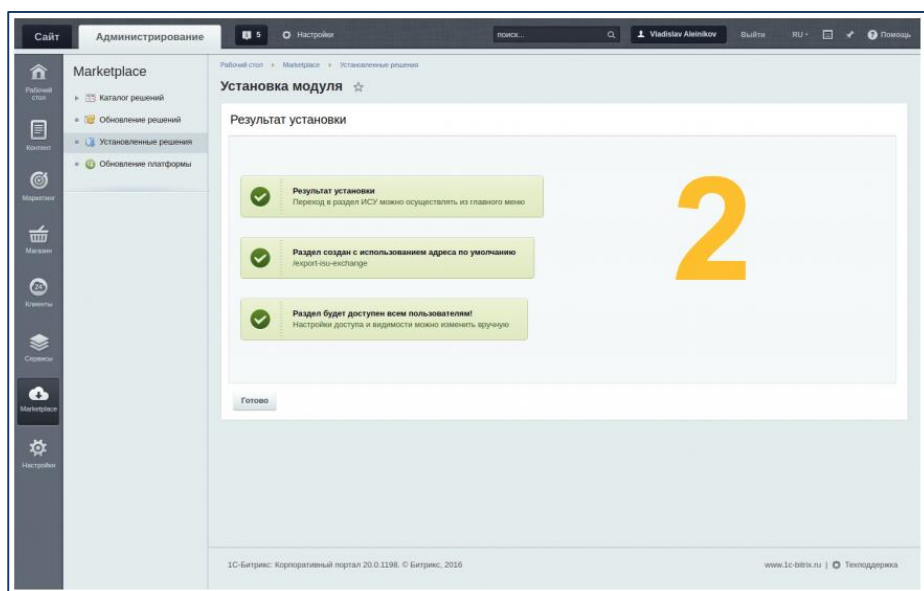 Сайт
Администрирование
5
Настройки
поиск...
Vladislav Aleinikov
Выйти
RU
Помощь
Рабочий стол
Контент
Маркетинг
Магазин
24
Клиенты
Сервисы
Marketplace
Настройки
Marketplace
Каталог решений
Обновление решений
Установленные решения
Обновление платформы
Рабочий стол Marketplace Установленные решения
Установка модуля
Результат установки
Результат установки
Переход в раздел ИСУ можно осуществлять из главного меню
Раздел создан с использованием адреса по умолчанию
/export-isu-exchange
Раздел будет доступен всем пользователям!
Настройки доступа и видимости можно изменить вручную
2
Готово
1С-Битрикс: Корпоративный портал 20.0.1198. © Битрикс, 2016
www.1c-bitrix.ru | Техподдержка